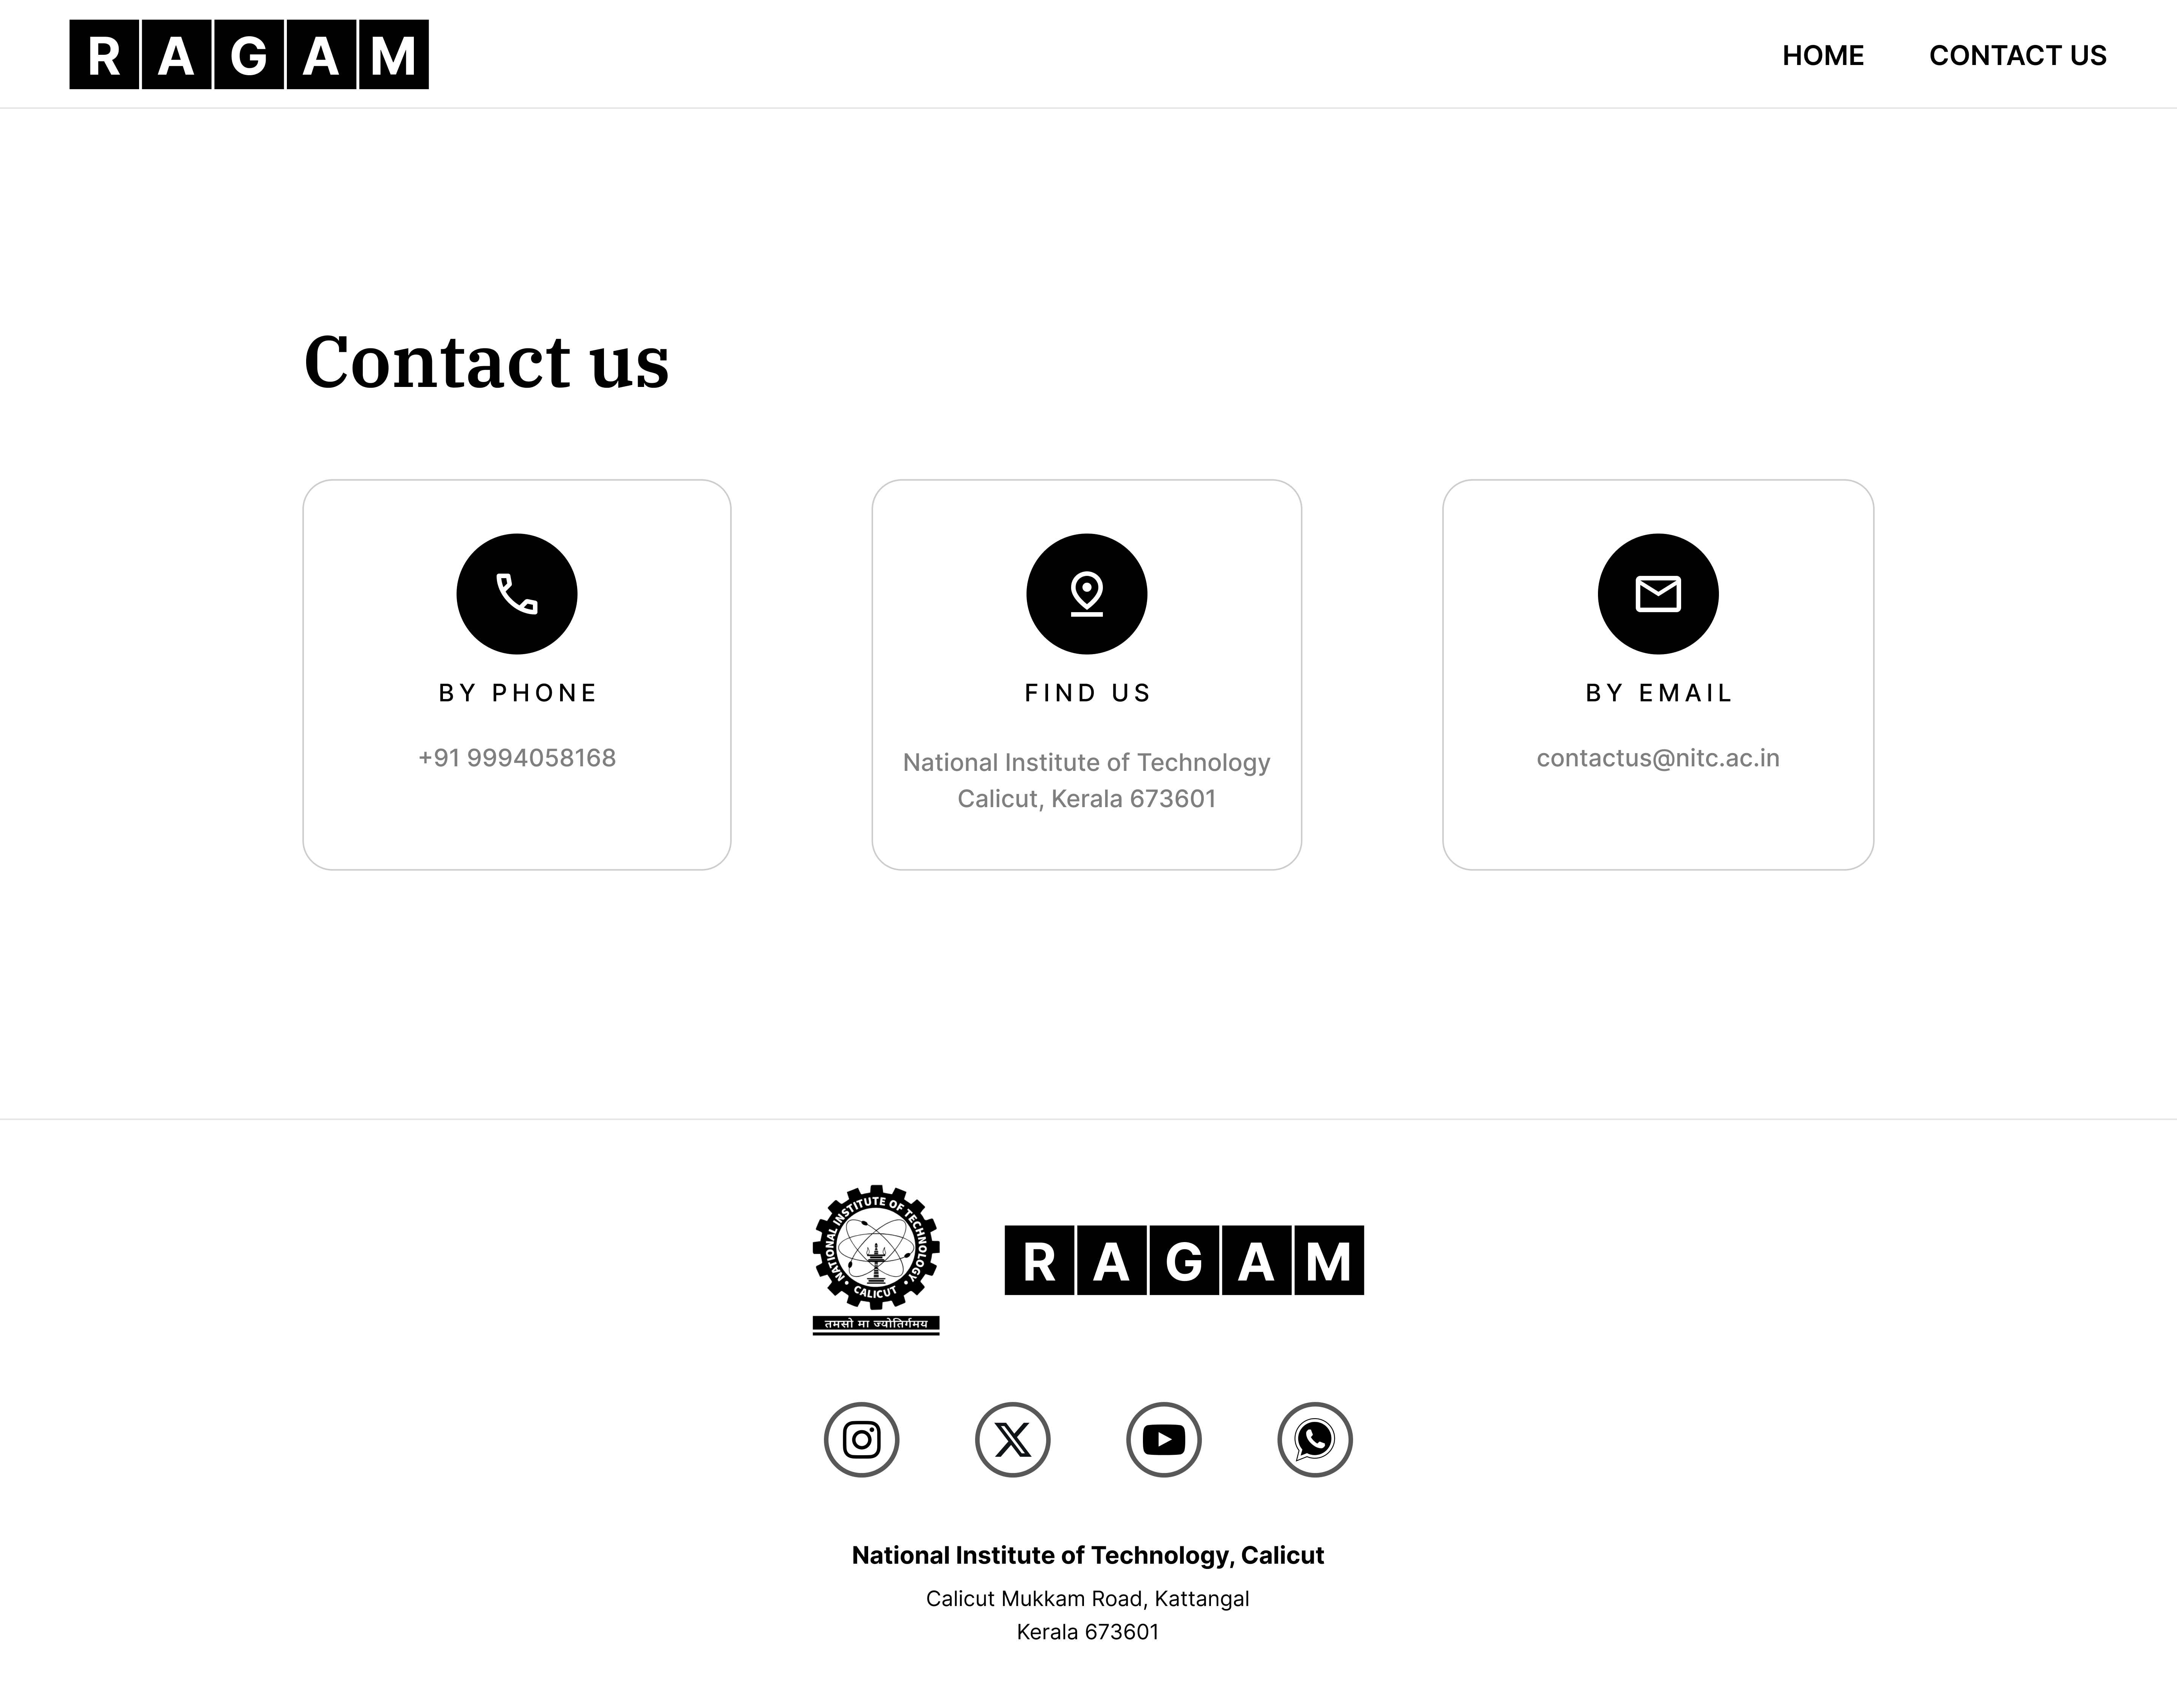 RAGAM
HOME
CONTACT US
Contact us
BY PHONE
+91 9994058168
FIND US
National Institute of Technology
Calicut, Kerala 673601
BY EMAIL
contactus@nitc.ac.in
NATIONAL INSTITUTE OF TECHNOLOGY
CALICUT
तमसो मा ज्योतिर्गमय
RAGAM
National Institute of Technology, Calicut
Calicut Mukkam Road, Kattangal
Kerala 673601